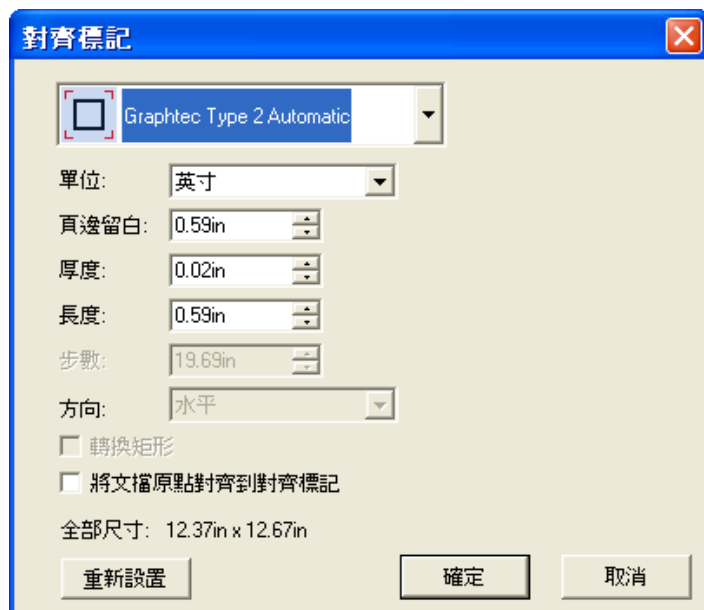 對齊標記
Graphtec Type 2 Automatic
單位: 英寸
頁邊留白: 0.59in
厚度: 0.02in
長度: 0.59in
步數: 19.69in
方向: 水平
轉換矩形
將文檔原點對齊到對齊標記
全部尺寸: 12.37in x 12.67in
重新設置 確定 取消